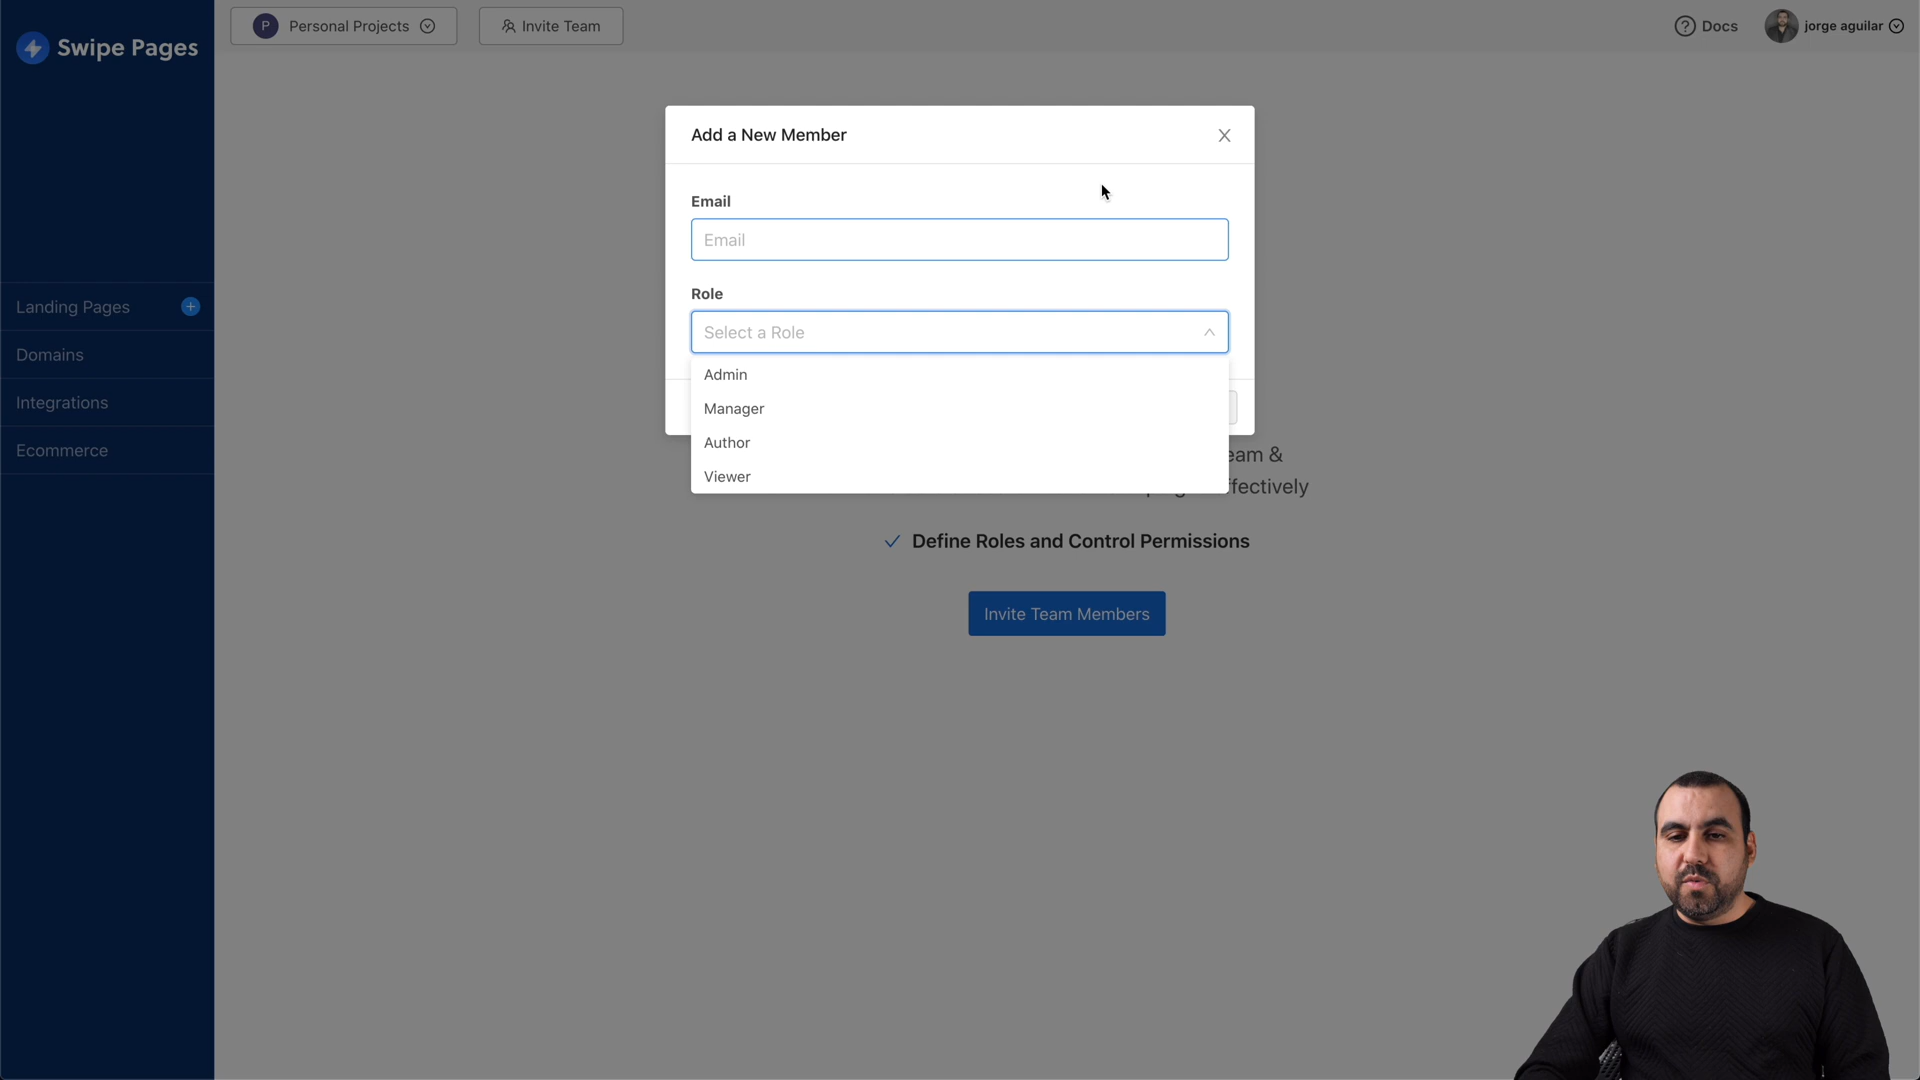 Swipe Pages
P Personal Projects
Invite Team
? Docs
jorge aguilar
Landing Pages +
Domains
Integrations
Ecommerce
Add a New Member
Email
Email
Role
Select a Role
Admin
Manager
Author
Viewer
eam &
ffectively
Define Roles and Control Permissions
Invite Team Members